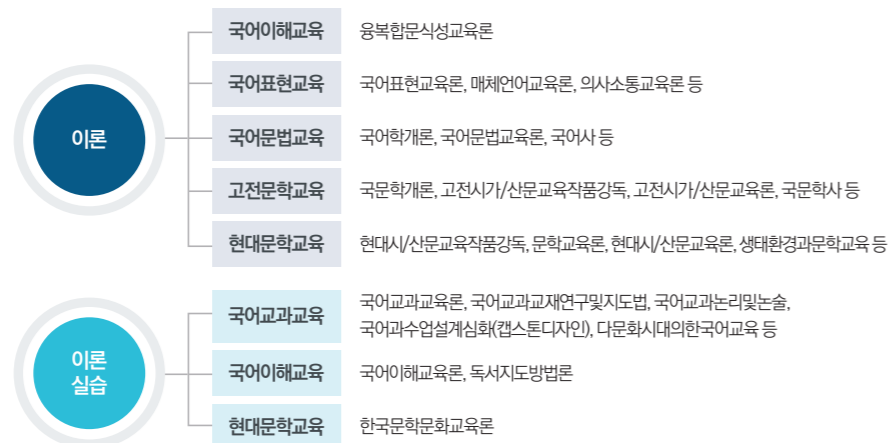 이론
국어이해교육
융복합문식성교육론
국어표현교육
국어표현교육론, 매체언어교육론, 의사소통교육론 등
국어문법교육
국어학개론, 국어문법교육론, 국어사 등
고전문학교육
국문학개론, 고전시가/산문교육작품강독, 고전시가/산문교육론, 국문학사 등
현대문학교육
현대시/산문교육작품강독, 문학교육론, 현대시/산문교육론, 생태환경과문학교육 등
이론
실습
국어교과교육
국어교과교육론, 국어교과교재연구및지도법, 국어교과논리및논술,
국어과수업설계심화(캡스톤디자인), 다문화시대의한국어교육 등
국어이해교육
국어이해교육론, 독서지도방법론
현대문학교육
한국문학문화교육론